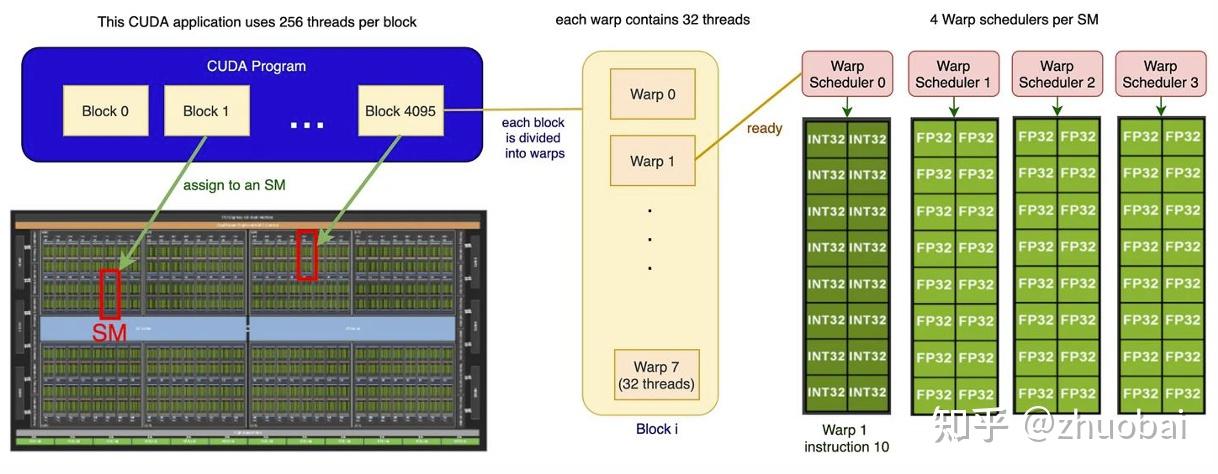 This CUDA application uses 256 threads per block
each warp contains 32 threads
4 Warp schedulers per SM
CUDA Program
Block 0
Block 1
...
Block 4095
assign to an SM
each block
is divided
into warps
SM
Warp 0
Warp 1
.
.
.
Warp 7
(32 threads)
Block i
ready
Warp
Scheduler 0
Warp
Scheduler 1
Warp
Scheduler 2
Warp
Scheduler 3
INT32 INT32 FP32 FP32 FP32 FP32 FP32 FP32
INT32 INT32 FP32 FP32 FP32 FP32 FP32 FP32
INT32 INT32 FP32 FP32 FP32 FP32 FP32 FP32
INT32 INT32 FP32 FP32 FP32 FP32 FP32 FP32
INT32 INT32 FP32 FP32 FP32 FP32 FP32 FP32
INT32 INT32 FP32 FP32 FP32 FP32 FP32 FP32
INT32 INT32 FP32 FP32 FP32 FP32 FP32 FP32
INT32 INT32 FP32 FP32 FP32 FP32 FP32 FP32
Warp 1
instruction 10
知乎 @zhuobai